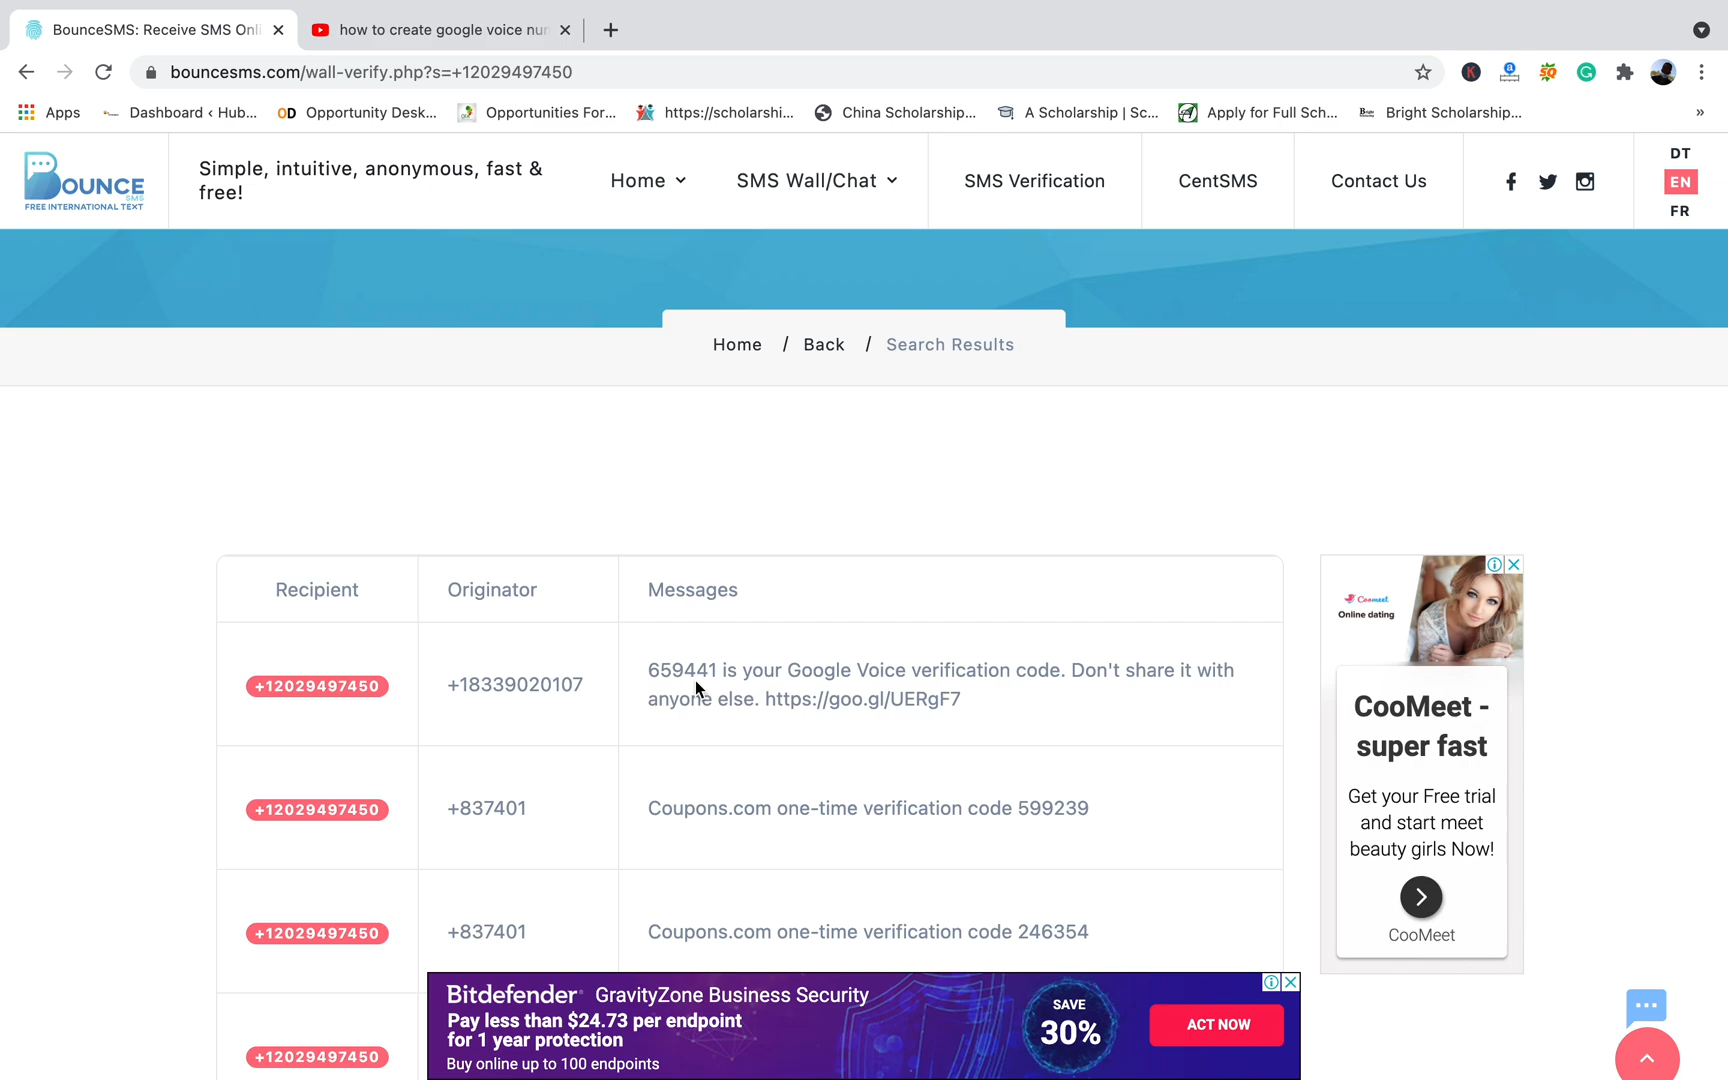 BounceSMS: Receive SMS Onl
how to create google voice nu
bouncesms.com/wall-verify.php?s=+12029497450
Apps
Dashboard < Hub...
OD Opportunity Desk...
Opportunities For...
https://scholarshi...
China Scholarship...
A Scholarship | Sc...
Apply for Full Sch...
Bright Scholarship...
»
BOUNCE
SMS
FREE INTERNATIONAL TEXT
Simple, intuitive, anonymous, fast &
free!
Home
SMS Wall/Chat
SMS Verification
CentSMS
Contact Us
DT
EN
FR
Home / Back / Search Results
Recipient
Originator
Messages
+12029497450
+18339020107
659441 is your Google Voice verification code. Don't share it with
anyone else. https://goo.gl/UERgF7
+12029497450
+837401
Coupons.com one-time verification code 599239
+12029497450
+837401
Coupons.com one-time verification code 246354
+12029497450
Coomeet
Online dating
CooMeet -
super fast
Get your Free trial
and start meet
beauty girls Now!
CooMeet
Bitdefender GravityZone Business Security
Pay less than $24.73 per endpoint
for 1 year protection
Buy online up to 100 endpoints
SAVE
30%
ACT NOW